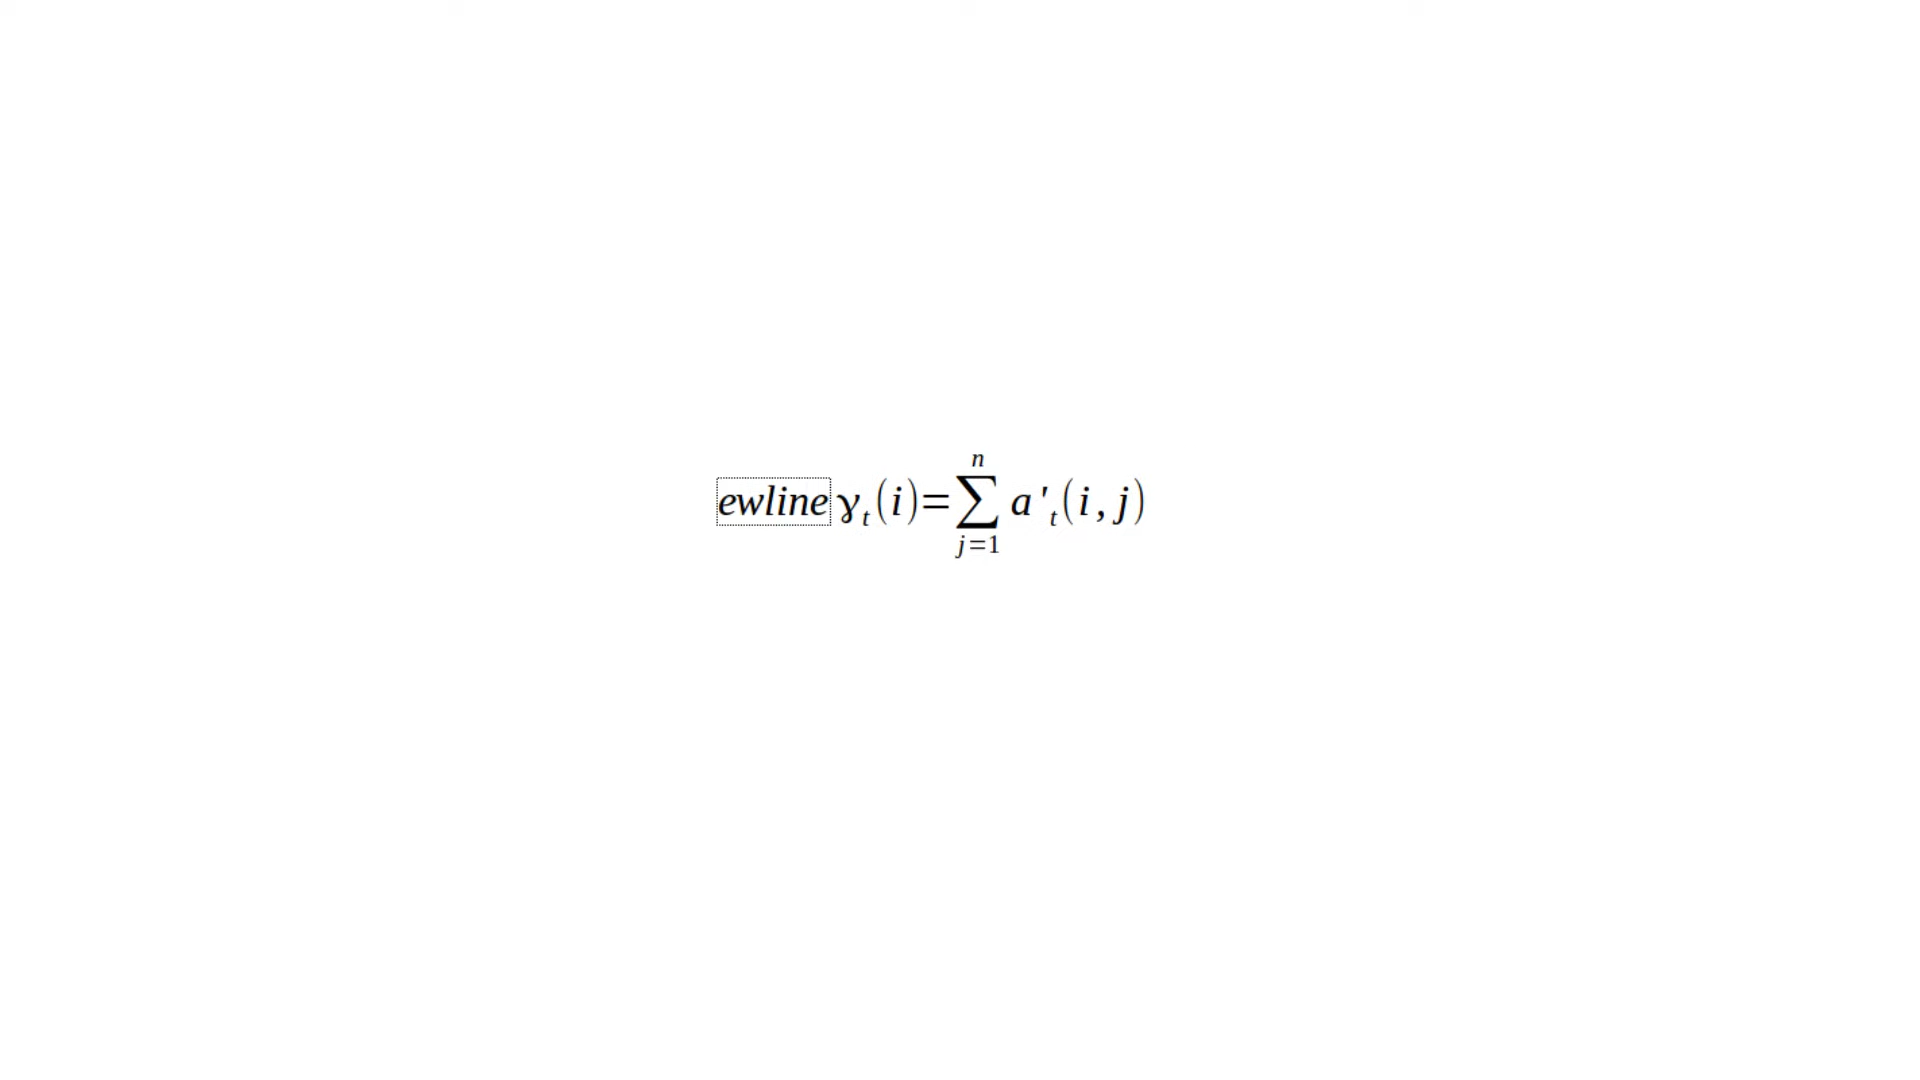 ewline γ_t(i)=∑_{j=1}^{n} a'_t(i,j)